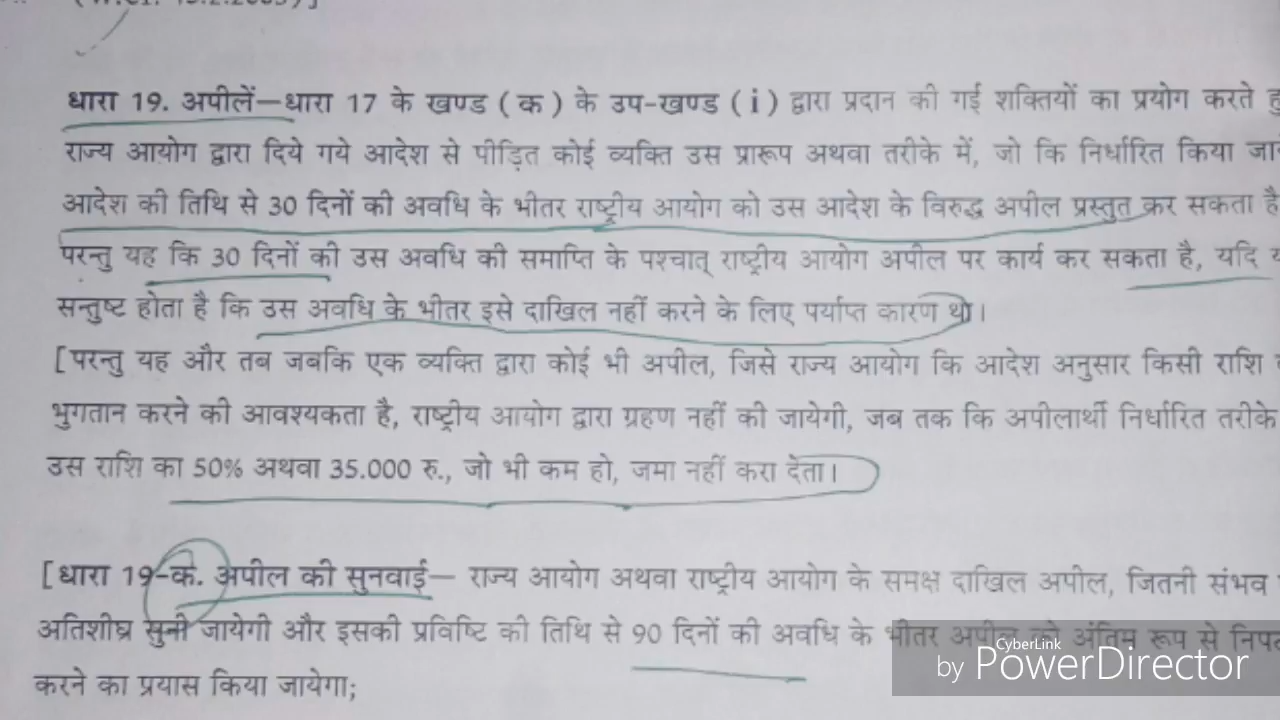 धारा 19. अपीलें—धारा 17 के खण्ड (क) के उप-खण्ड (i) द्वारा प्रदान की गई शक्तियों का प्रयोग करते
राज्य आयोग द्वारा दिये गये आदेश से पीड़ित कोई व्यक्ति उस प्रारूप अथवा तरीके में, जो कि निर्धारित किया
आदेश की तिथि से 30 दिनों की अवधि के भीतर राष्ट्रीय आयोग को उस आदेश के विरुद्ध अपील प्रस्तुत कर सकता है
परन्तु यह कि 30 दिनों की उस अवधि की समाप्ति के पश्चात् राष्ट्रीय आयोग अपील पर कार्य कर सकता है, यदि
सन्तुष्ट होता है कि उस अवधि के भीतर इसे दाखिल नहीं करने के लिए पर्याप्त कारण थे।
[परन्तु यह और तब जबकि एक व्यक्ति द्वारा कोई भी अपील, जिसे राज्य आयोग कि आदेश अनुसार किसी राशि
भुगतान करने की आवश्यकता है, राष्ट्रीय आयोग द्वारा ग्रहण नहीं की जायेगी, जब तक कि अपीलार्थी निर्धारित तरीके
उस राशि का 50% अथवा 35.000 रु., जो भी कम हो, जमा नहीं करा देता।
[धारा 19-क. अपील की सुनवाई— राज्य आयोग अथवा राष्ट्रीय आयोग के समक्ष दाखिल अपील, जितनी संभव
अतिशीघ्र सुनी जायेगी और इसकी प्रविष्टि की तिथि से 90 दिनों की अवधि के भीतर अपील को अंतिम रूप से
करने का प्रयास किया जायेगा;
CyberLink
by PowerDirector